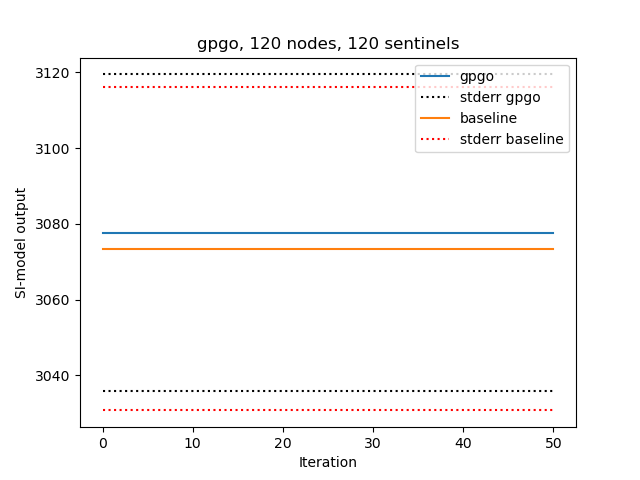 gpgo, 120 nodes, 120 sentinels
3120
3100
3080
3060
3040
SI-model output
gpgo
stderr gpgo
baseline
stderr baseline
0 10 20 30 40 50
Iteration